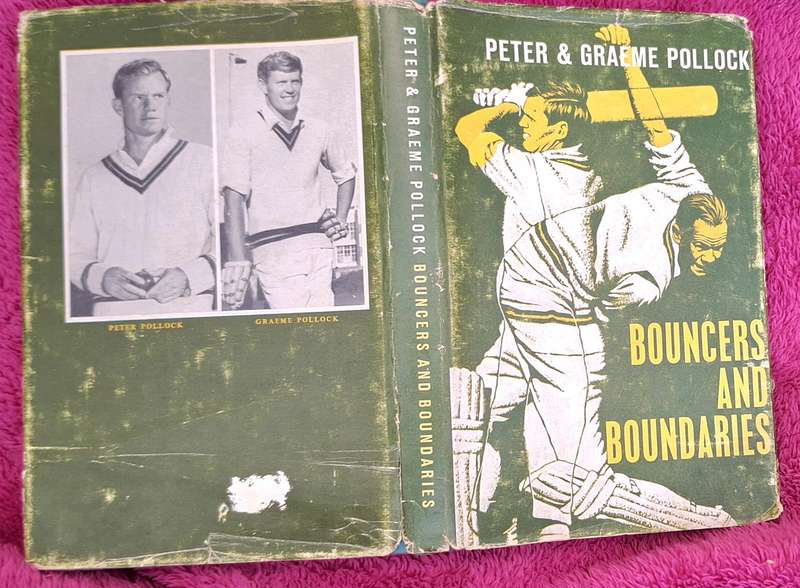 PETER POLLOCK
GRAEME POLLOCK
PETER & GRAEME POLLOCK BOUNCERS AND BOUNDARIES
PETER & GRAEME POLLOCK
BOUNCERS
AND
BOUNDARIES